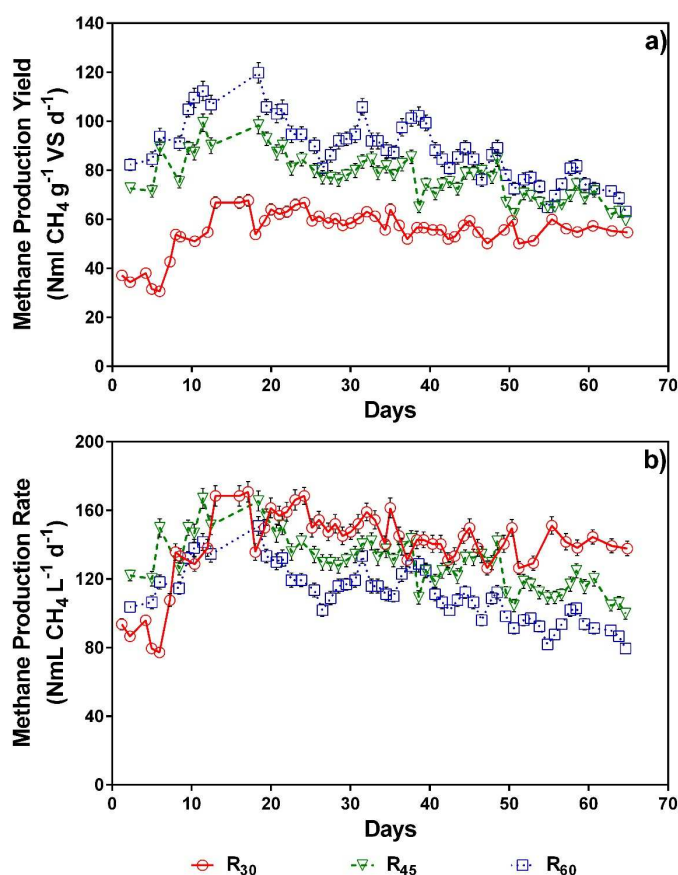 a)
Methane Production Yield
(Nml CH₄ g⁻¹ VS d⁻¹)
140
120
100
80
60
40
20
0
0 10 20 30 40 50 60 70
Days
b)
Methane Production Rate
(NmL CH₄ L⁻¹ d⁻¹)
200
160
120
80
40
0
0 10 20 30 40 50 60 70
Days
R₃₀ R₄₅ R₆₀